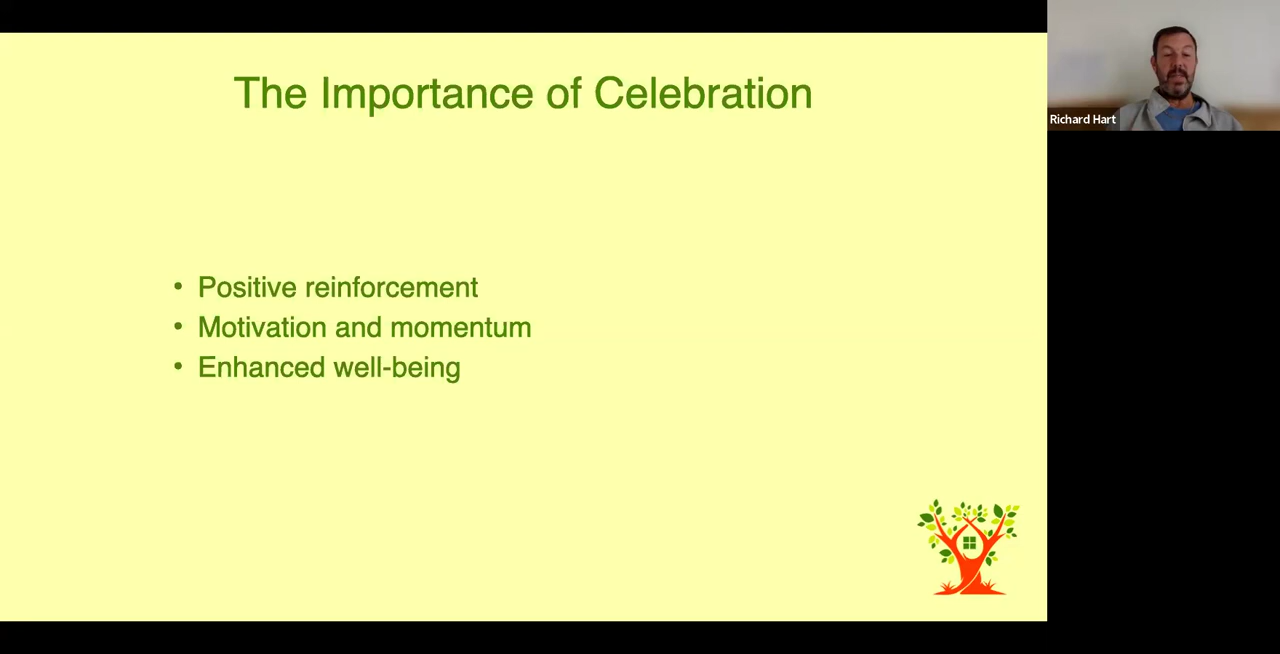 The Importance of Celebration
Richard Hart
• Positive reinforcement
• Motivation and momentum
• Enhanced well-being